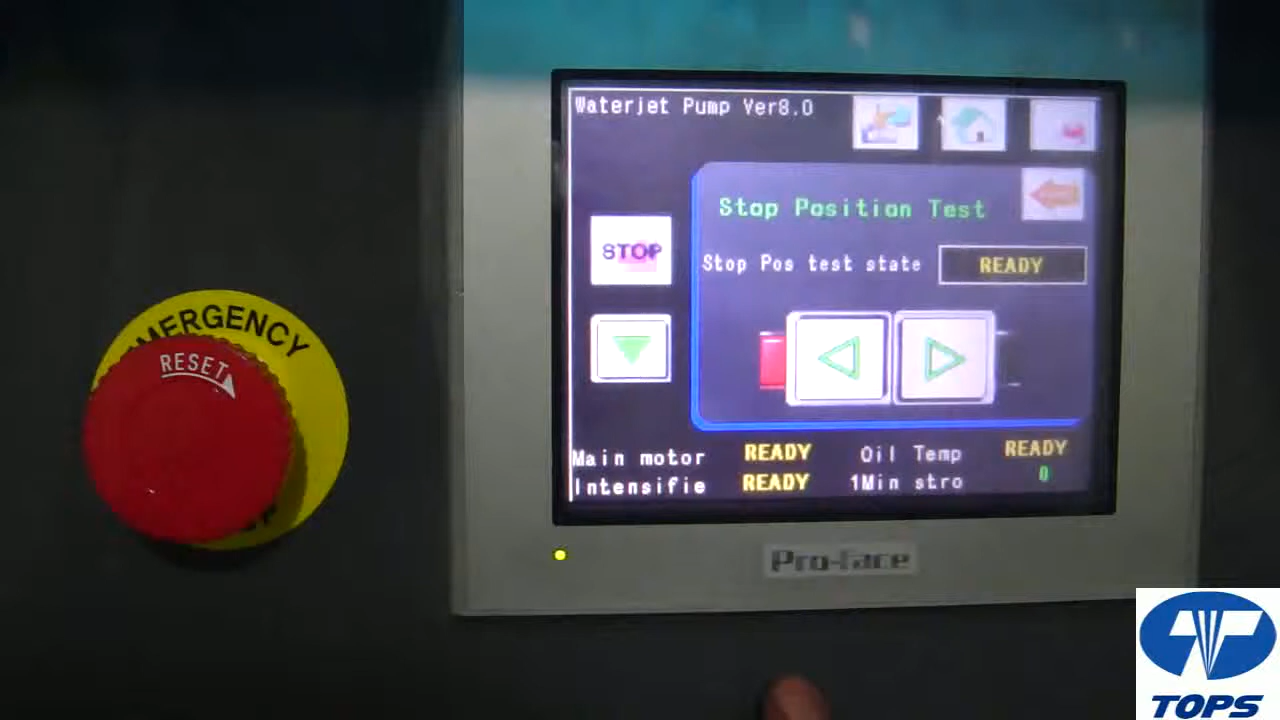 Waterjet Pump Ver8.0
Stop Position Test
STOP
Stop Pos test state
READY
EMERGENCY
RESET
Main motor
READY
Oil Temp
READY
Intensifie
READY
1Min stro
0
Pro-face
TOPS